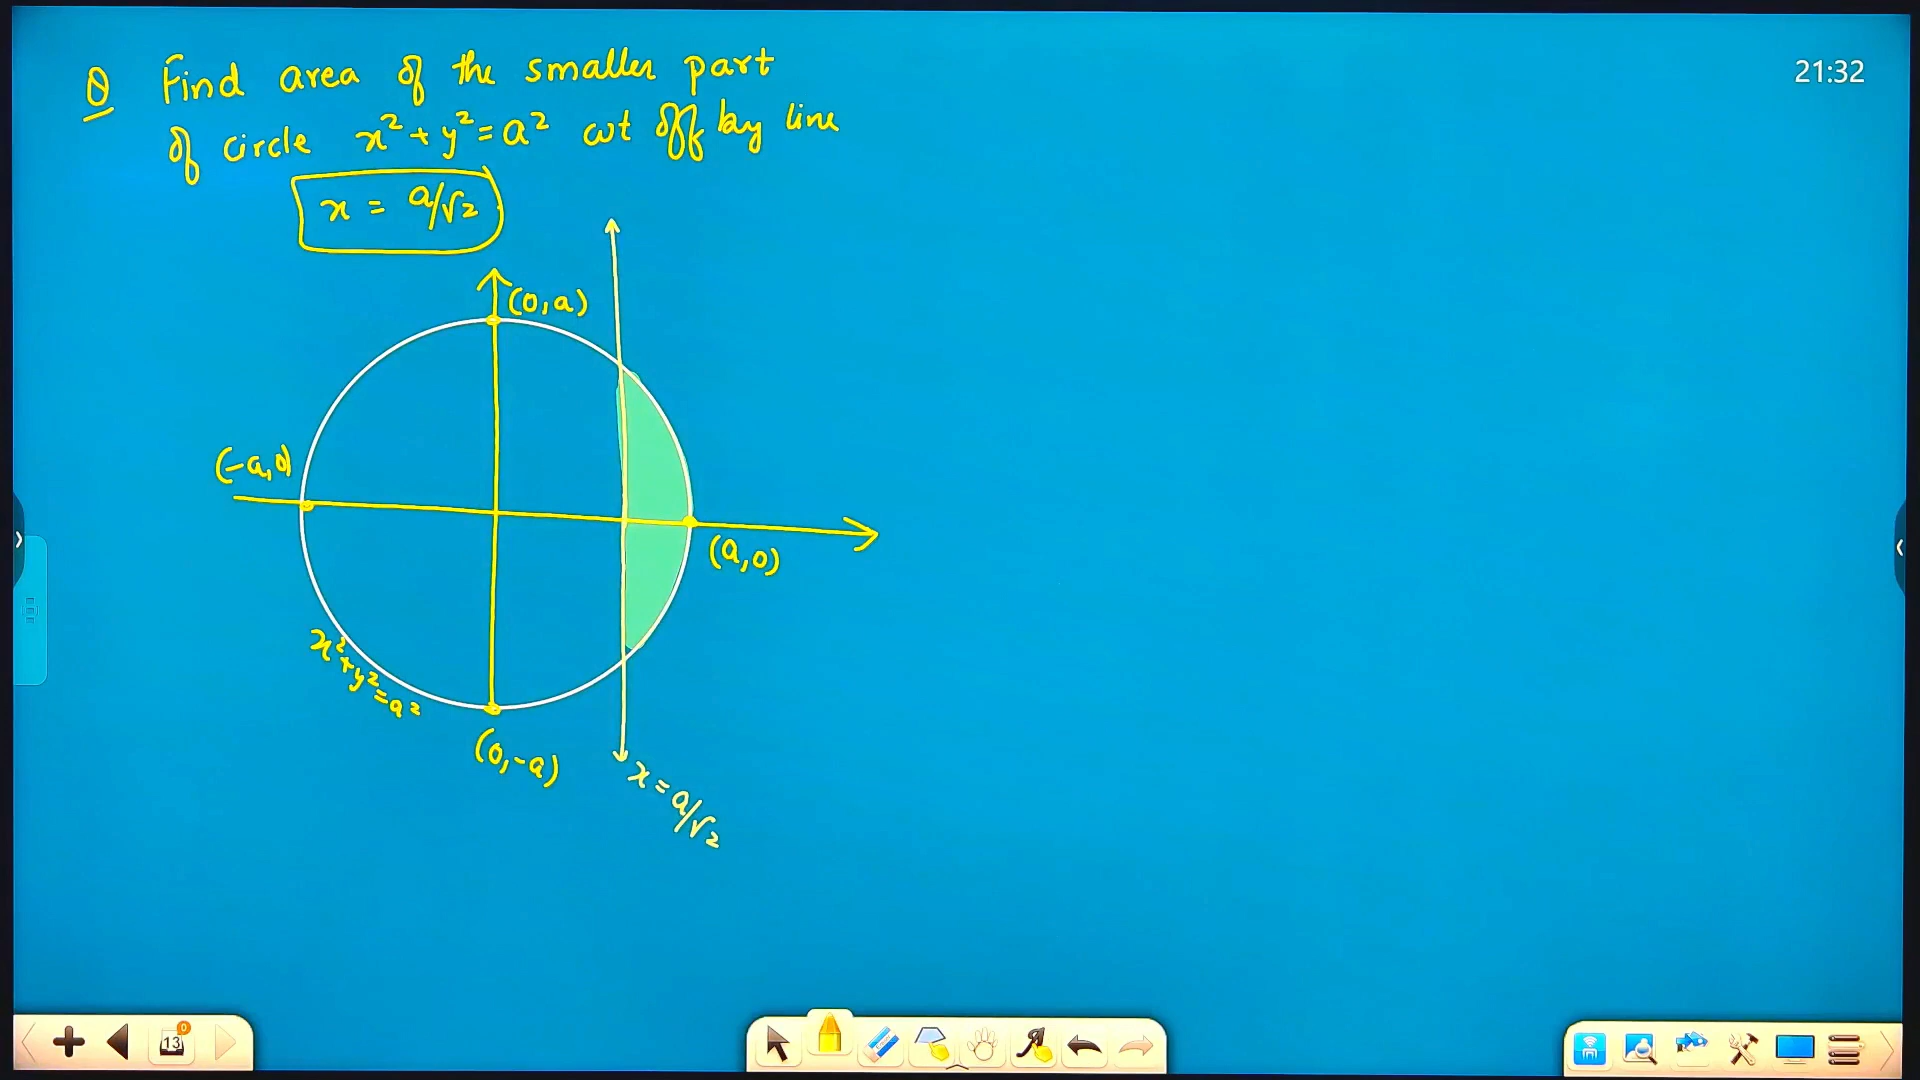 Q Find area of the smaller part
of circle x²+y²=a² cut off by line
x = a/√2
21:32
(0,a)
(-a,0)
(a,0)
x²+y²=a²
(0,-a)
x=a/√2
13
0